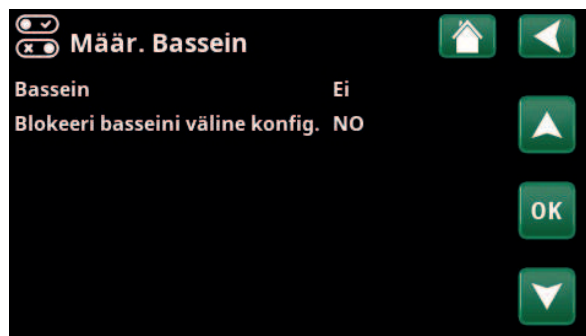 Määr. Bassein
Bassein Ei
Blokeeri basseini väline konfig. NO
OK